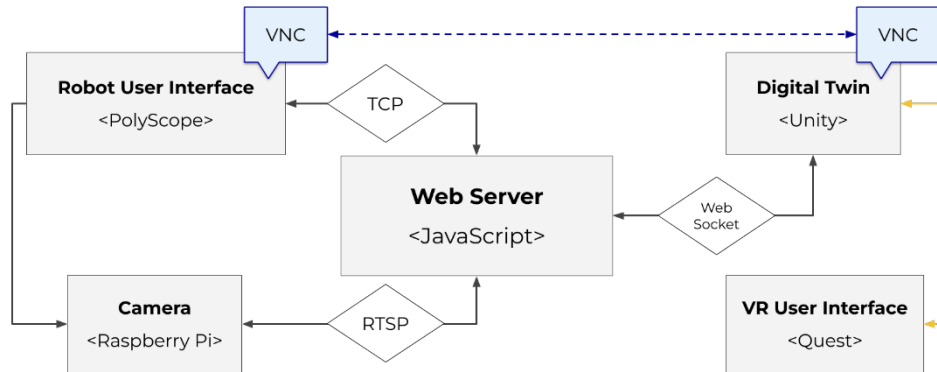 VNC
VNC
Robot User Interface
<PolyScope>
TCP
Digital Twin
<Unity>
Web Server
<JavaScript>
Web
Socket
Camera
<Raspberry Pi>
RTSP
VR User Interface
<Quest>